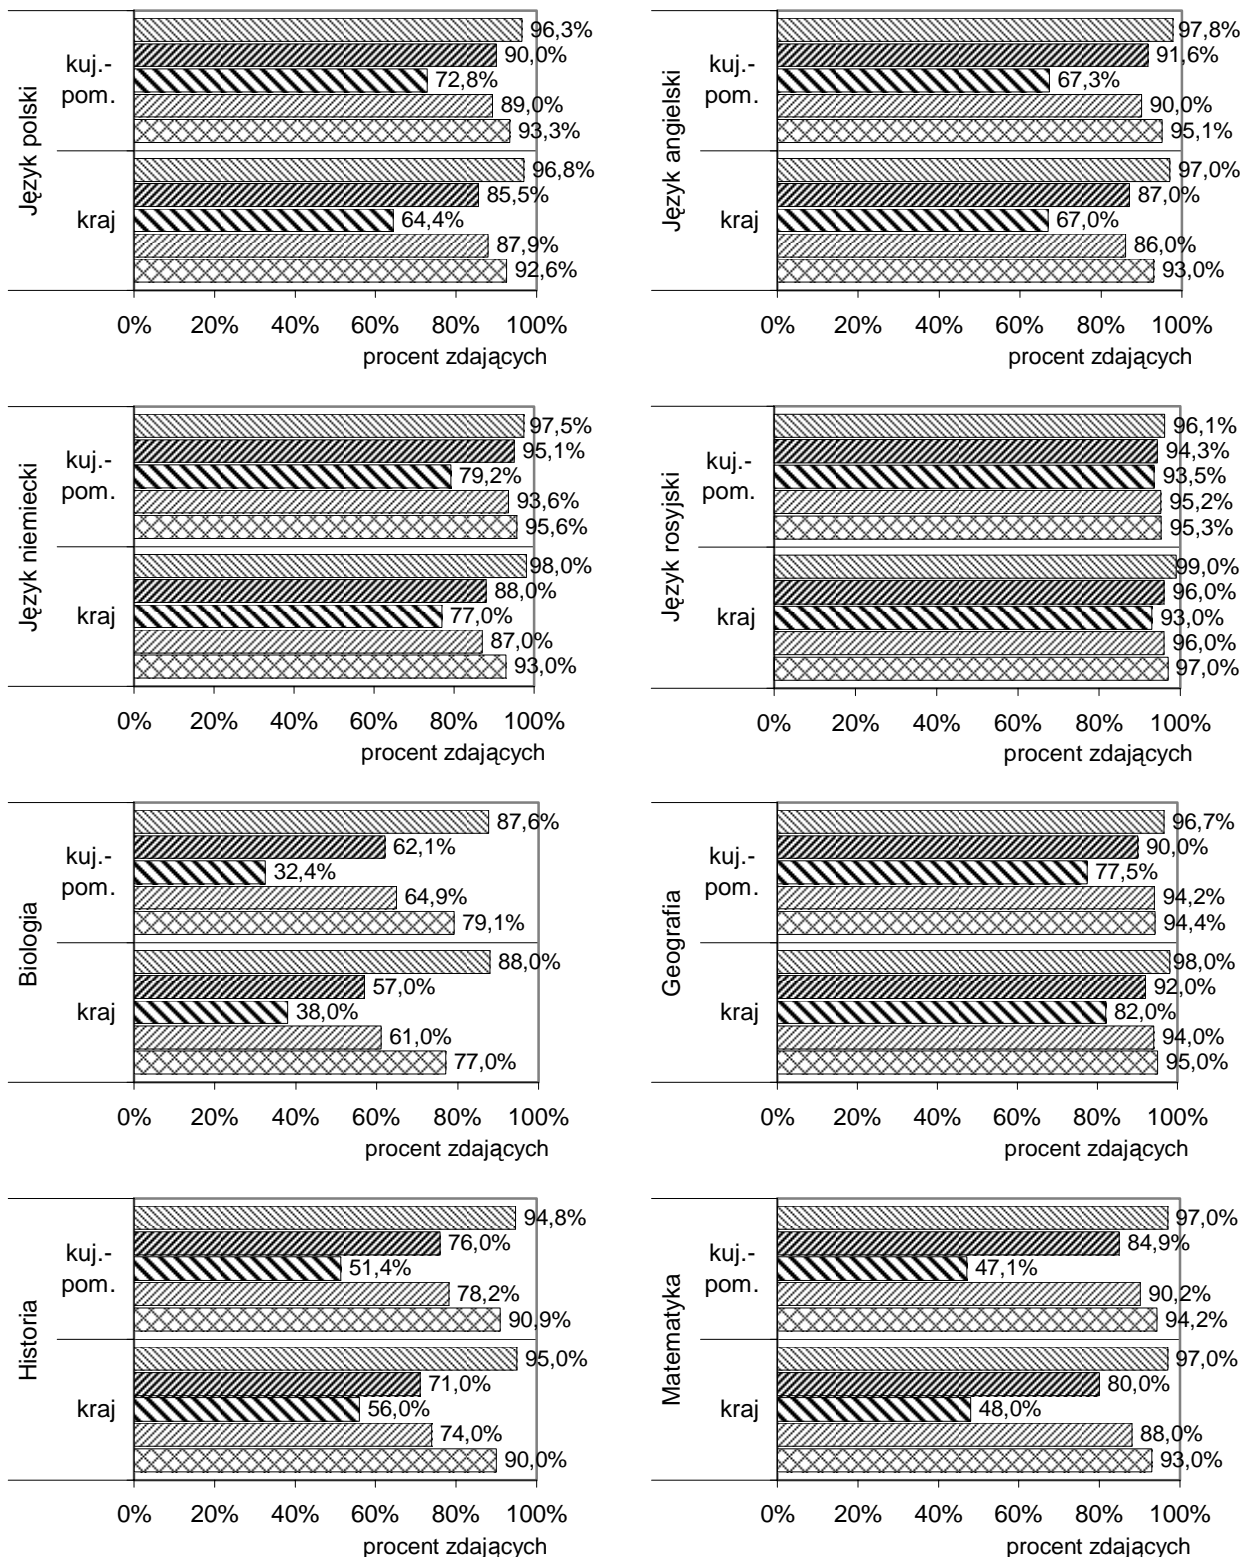 Język polski
kuj.-
pom.
96,3%
90,0%
72,8%
89,0%
93,3%
kraj
96,8%
85,5%
64,4%
87,9%
92,6%
0% 20% 40% 60% 80% 100%
procent zdających
Język angielski
kuj.-
pom.
97,8%
91,6%
67,3%
90,0%
95,1%
kraj
97,0%
87,0%
67,0%
86,0%
93,0%
0% 20% 40% 60% 80% 100%
procent zdających
Język niemiecki
kuj.-
pom.
97,5%
95,1%
79,2%
93,6%
95,6%
kraj
98,0%
88,0%
77,0%
87,0%
93,0%
0% 20% 40% 60% 80% 100%
procent zdających
Język rosyjski
kuj.-
pom.
96,1%
94,3%
93,5%
95,2%
95,3%
kraj
99,0%
96,0%
93,0%
96,0%
97,0%
0% 20% 40% 60% 80% 100%
procent zdających
Biologia
kuj.-
pom.
87,6%
62,1%
32,4%
64,9%
79,1%
kraj
88,0%
57,0%
38,0%
61,0%
77,0%
0% 20% 40% 60% 80% 100%
procent zdających
Geografia
kuj.-
pom.
96,7%
90,0%
77,5%
94,2%
94,4%
kraj
98,0%
92,0%
82,0%
94,0%
95,0%
0% 20% 40% 60% 80% 100%
procent zdających
Historia
kuj.-
pom.
94,8%
76,0%
51,4%
78,2%
90,9%
kraj
95,0%
71,0%
56,0%
74,0%
90,0%
0% 20% 40% 60% 80% 100%
procent zdających
Matematyka
kuj.-
pom.
97,0%
84,9%
47,1%
90,2%
94,2%
kraj
97,0%
80,0%
48,0%
88,0%
93,0%
0% 20% 40% 60% 80% 100%
procent zdających